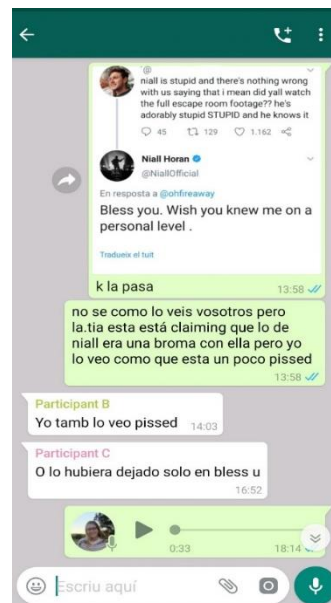 @
niall is stupid and there's nothing wrong
with us saying that i mean did yall watch
the full escape room footage?? he's
adorably stupid STUPID and he knows it
45 129 1.162
Niall Horan
@NiallOfficial
En resposta a @ohfireaway
Bless you. Wish you knew me on a
personal level .
Tradueix el tuit
k la pasa
13:58
no se como lo veis vosotros pero
la.tia esta está claiming que lo de
niall era una broma con ella pero yo
lo veo como que esta un poco pissed
13:58
Participant B
Yo tamb lo veo pissed 14:03
Participant C
O lo hubiera dejado solo en bless u
16:52
0:33 18:14
Escriu aquí